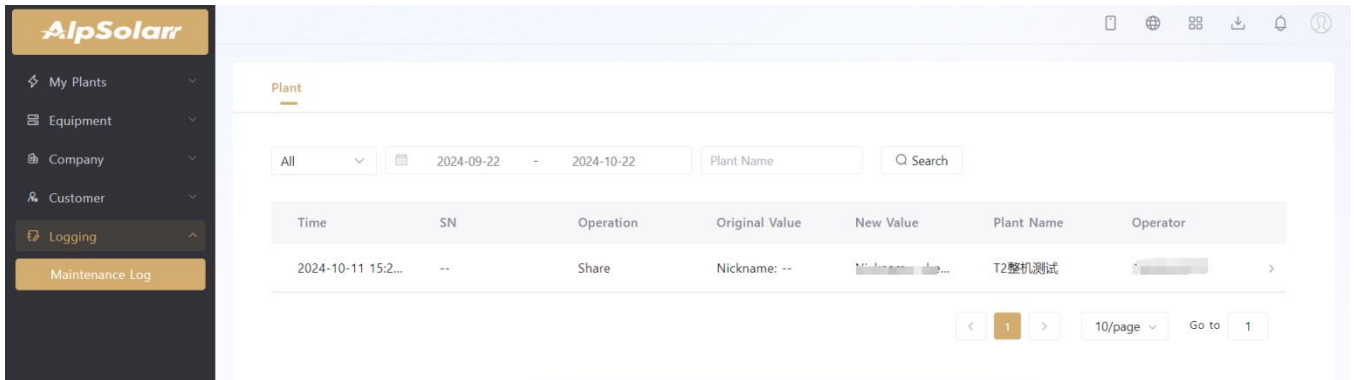 AlpSolarr
My Plants
Equipment
Company
Customer
Logging
Maintenance Log
Plant
All 2024-09-22 - 2024-10-22 Plant Name Search
Time SN Operation Original Value New Value Plant Name Operator
2024-10-11 15:2... -- Share Nickname: -- T2整机测试
1 10/page Go to 1